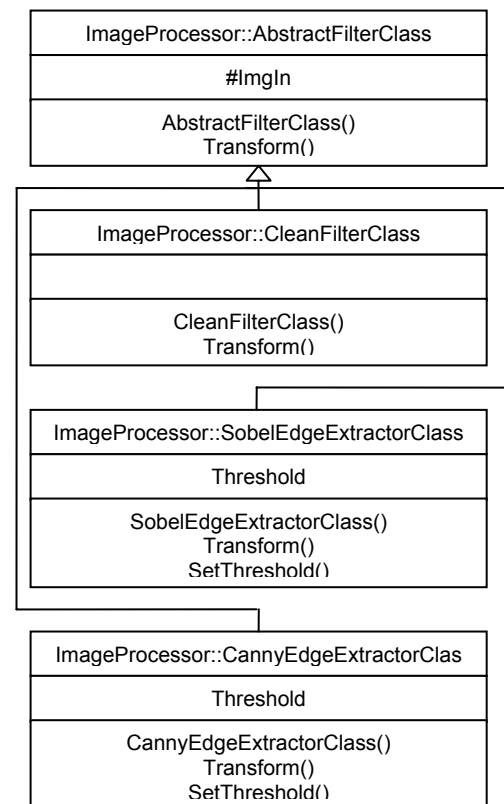 ImageProcessor::AbstractFilterClass
#ImgIn
AbstractFilterClass()
Transform()
ImageProcessor::CleanFilterClass
CleanFilterClass()
Transform()
ImageProcessor::SobelEdgeExtractorClass
Threshold
SobelEdgeExtractorClass()
Transform()
SetThreshold()
ImageProcessor::CannyEdgeExtractorClas
Threshold
CannyEdgeExtractorClass()
Transform()
SetThreshold()